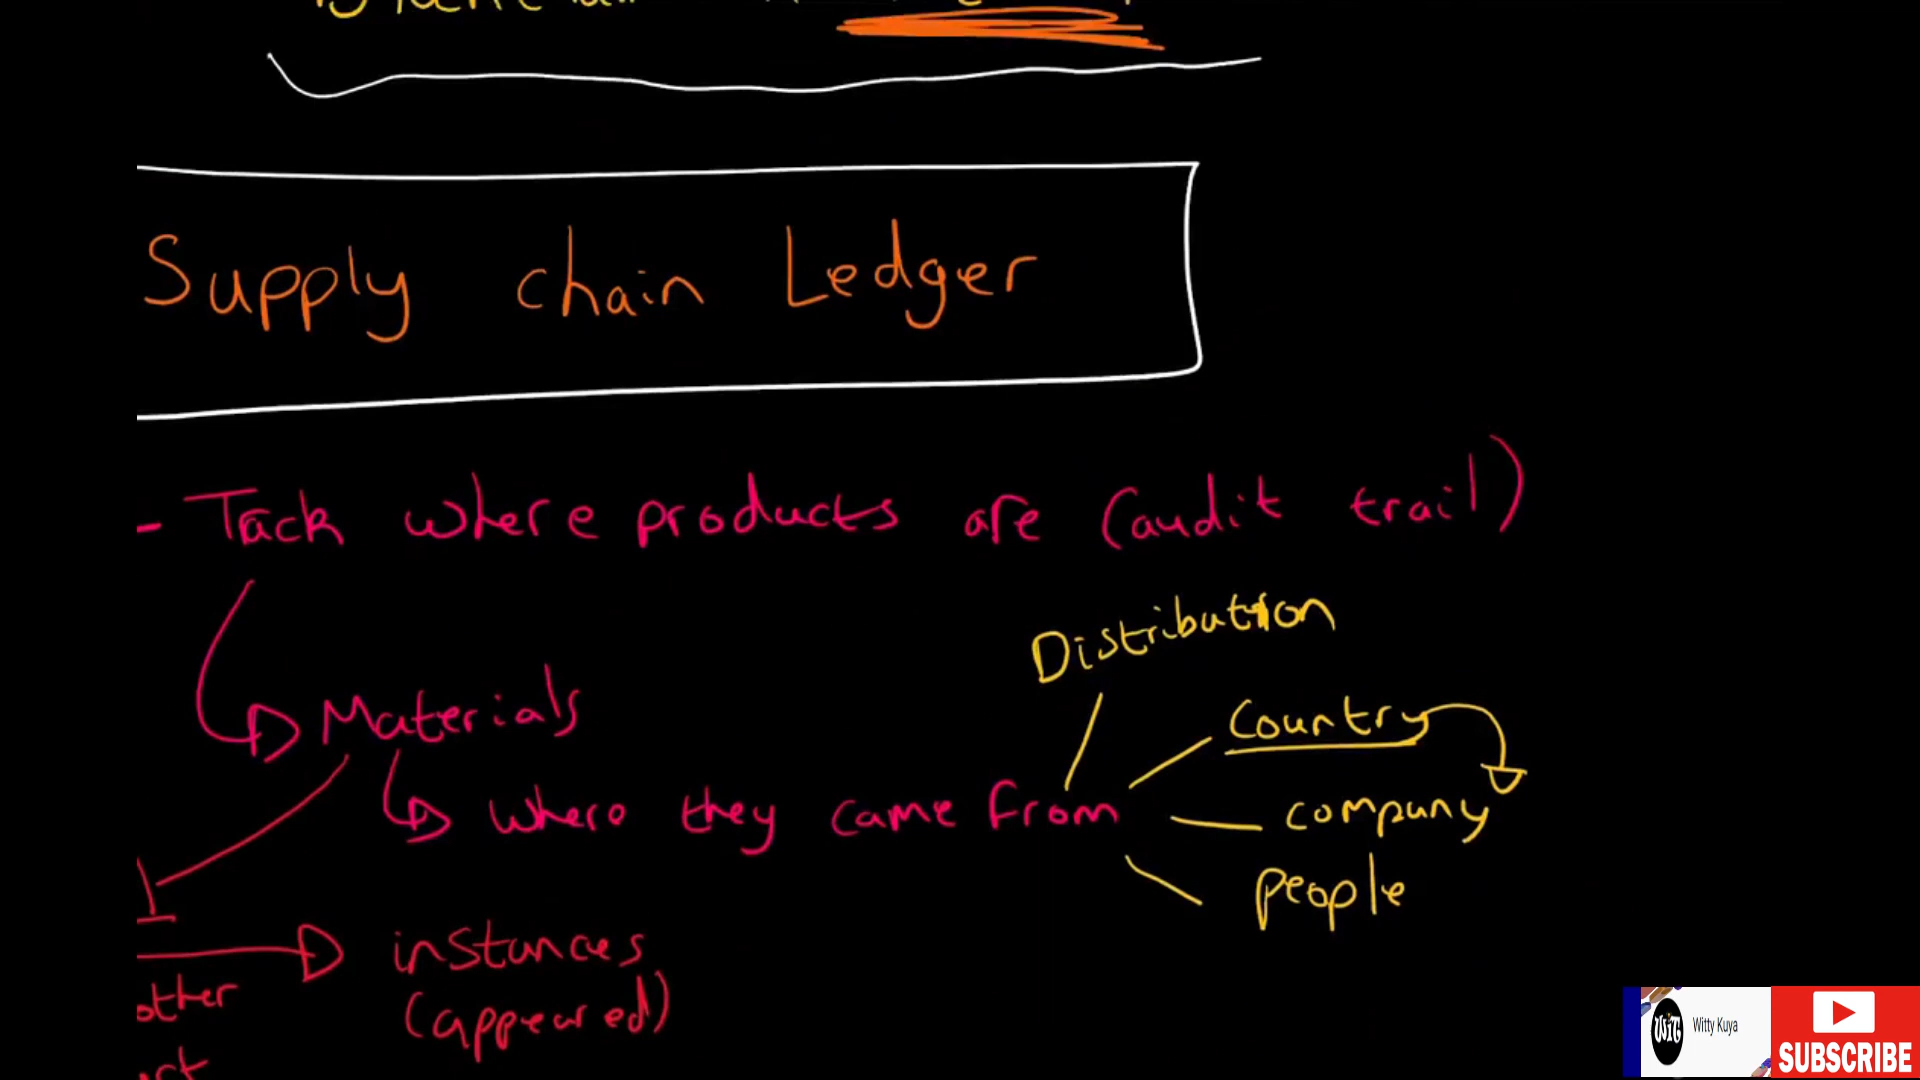 Supply chain Ledger
- Tack where products are (audit trail)
Distribution
Materials
Country
where they came from
company
people
instances
other
(appeared)
Witty Kuya
SUBSCRIBE